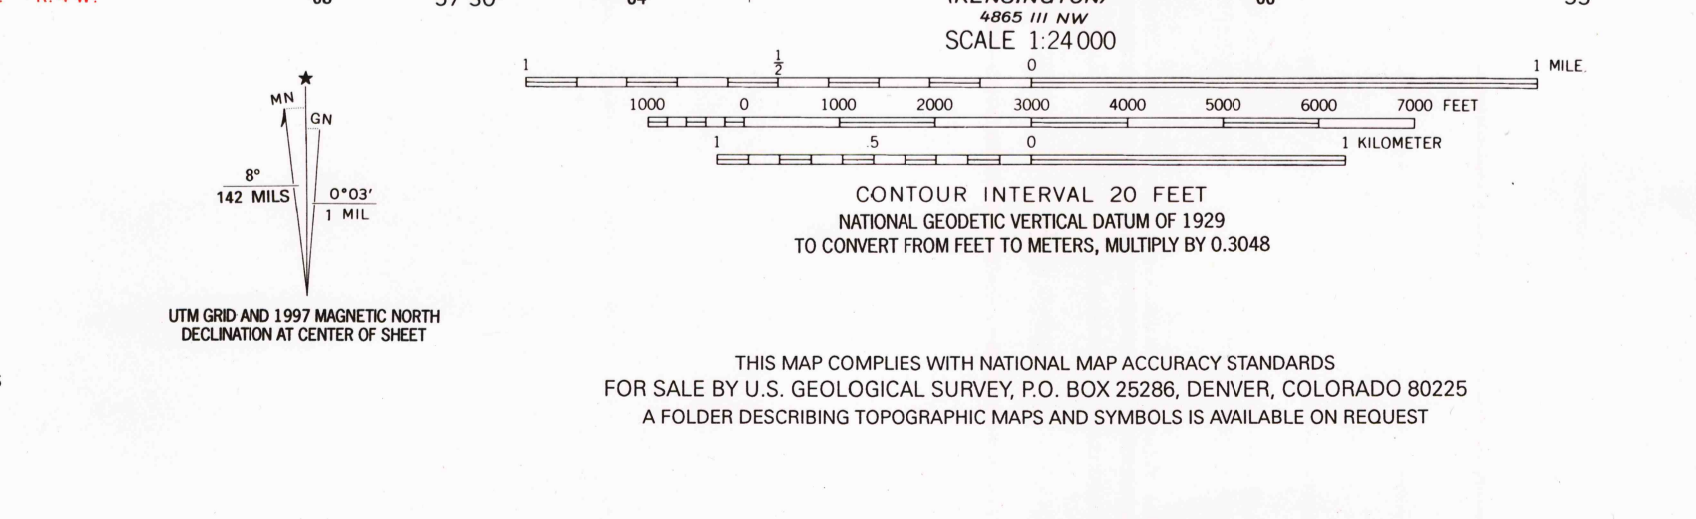 4865 III NW
SCALE 1:24 000
1 1/2 0 1 MILE
1000 0 1000 2000 3000 4000 5000 6000 7000 FEET
1 .5 0 1 KILOMETER
CONTOUR INTERVAL 20 FEET
NATIONAL GEODETIC VERTICAL DATUM OF 1929
TO CONVERT FROM FEET TO METERS, MULTIPLY BY 0.3048
★
MN
GN
8°
142 MILS
0°03′
1 MIL
UTM GRID AND 1997 MAGNETIC NORTH
DECLINATION AT CENTER OF SHEET
THIS MAP COMPLIES WITH NATIONAL MAP ACCURACY STANDARDS
FOR SALE BY U.S. GEOLOGICAL SURVEY, P.O. BOX 25286, DENVER, COLORADO 80225
A FOLDER DESCRIBING TOPOGRAPHIC MAPS AND SYMBOLS IS AVAILABLE ON REQUEST